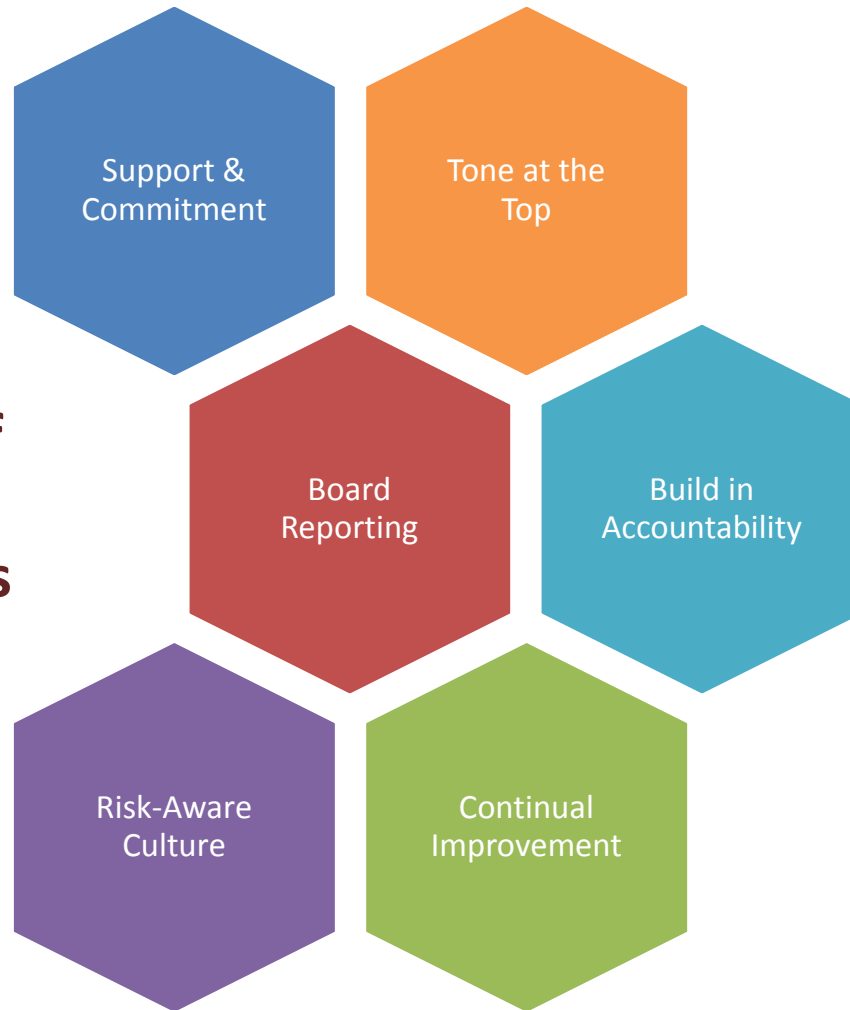 Support &
Commitment
Tone at the
Top
Board
Reporting
Build in
Accountability
Risk-Aware
Culture
Continual
Improvement